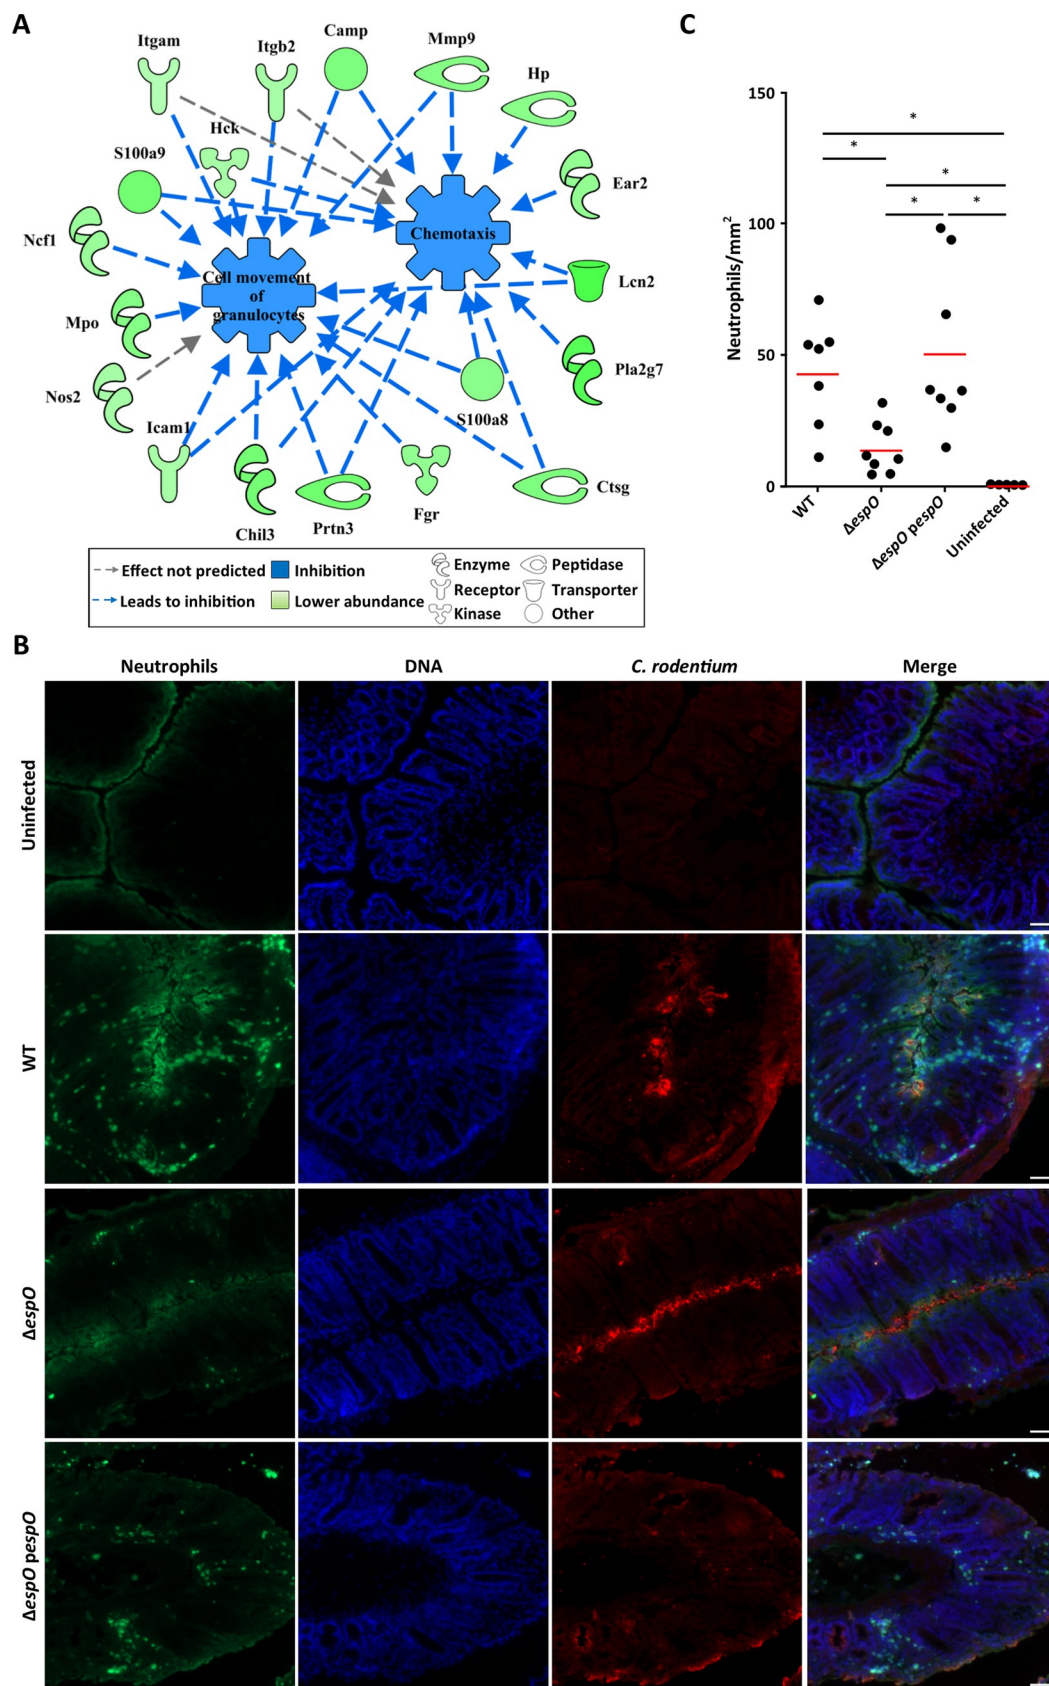 A
C
Itgam
Itgb2
Camp
Mmp9
Hp
Hck
S100a9
Ear2
Ncf1
Chemotaxis
Cell movement
of
granulocytes
Lcn2
Mpo
Nos2
Pla2g7
Icam1
S100a8
Chil3
Prtn3
Fgr
Ctsg
Effect not predicted
Inhibition
Enzyme
Peptidase
Receptor
Transporter
Leads to inhibition
Lower abundance
Kinase
Other
Neutrophils/mm²
150
100
50
0
*
*
*
*
*
WT
ΔespO
ΔespO pespO
Uninfected
B
Neutrophils
DNA
C. rodentium
Merge
Uninfected
WT
ΔespO
ΔespO pespO